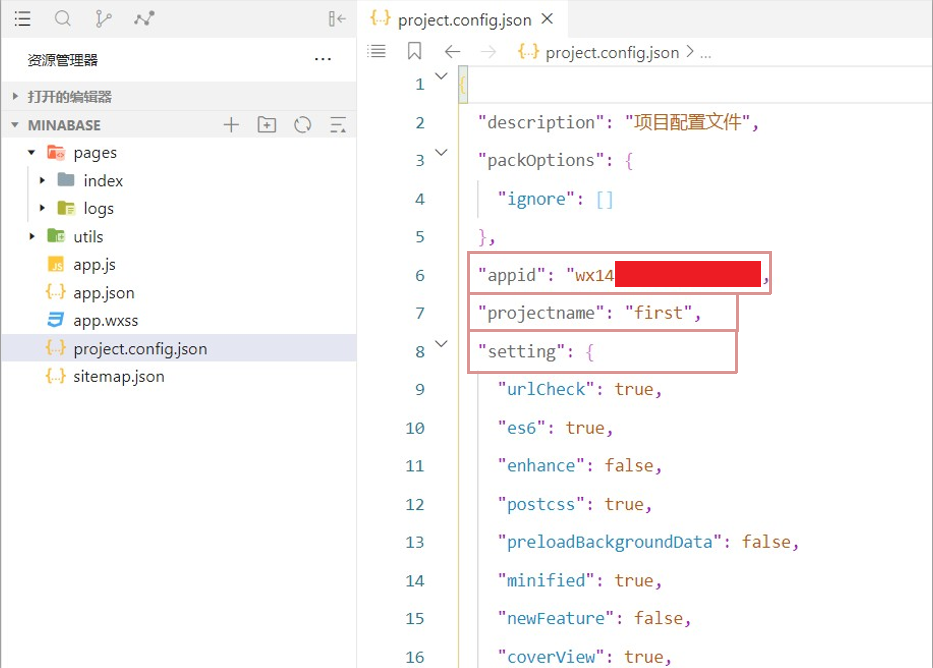 project.config.json
资源管理器
...
project.config.json > ...
打开的编辑器
MINABASE
pages
index
logs
utils
app.js
app.json
app.wxss
project.config.json
sitemap.json
1 {
2 "description": "项目配置文件",
3 "packOptions": {
4 "ignore": []
5 },
6 "appid": "wx14 ,
7 "projectname": "first",
8 "setting": {
9 "urlCheck": true,
10 "es6": true,
11 "enhance": false,
12 "postcss": true,
13 "preloadBackgroundData": false,
14 "minified": true,
15 "newFeature": false,
16 "coverView": true,